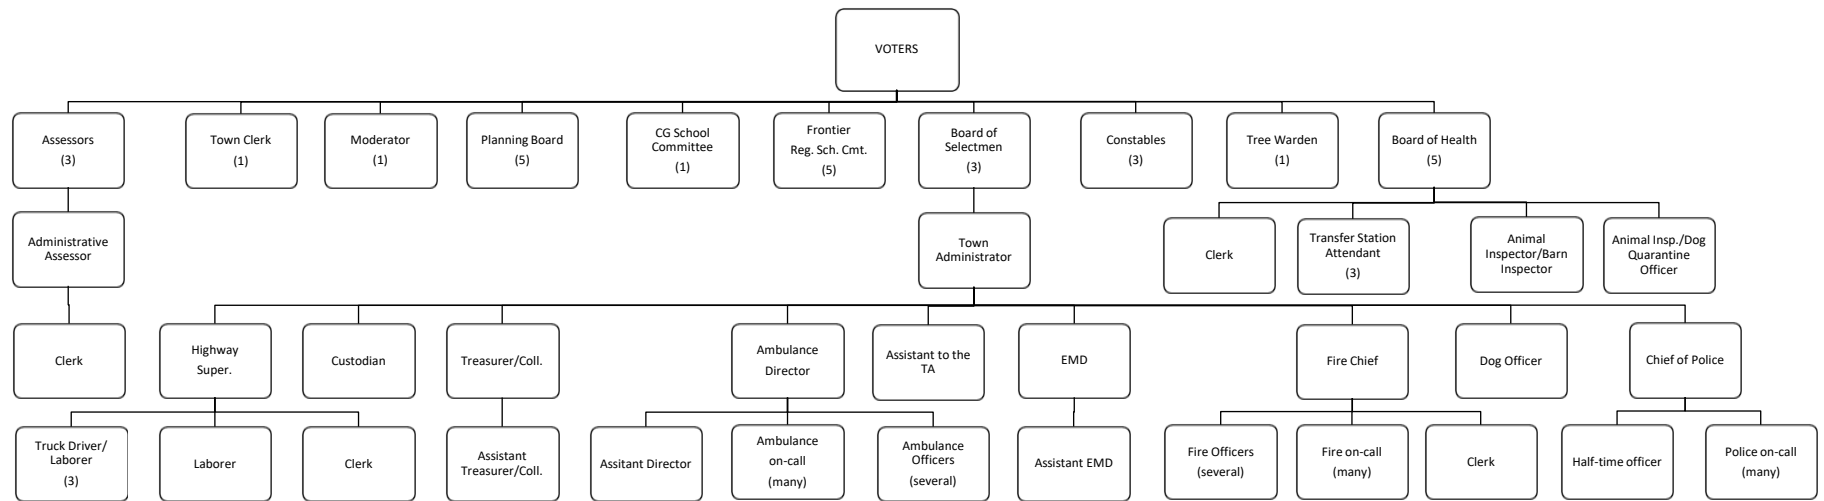 VOTERS
Assessors
(3)
Town Clerk
(1)
Moderator
(1)
Planning Board
(5)
CG School
Committee
(1)
Frontier
Reg. Sch. Cmt.
(5)
Board of
Selectmen
(3)
Constables
(3)
Tree Warden
(1)
Board of Health
(5)
Administrative
Assessor
Town
Administrator
Clerk
Transfer Station
Attendant
(3)
Animal
Inspector/Barn
Inspector
Animal Insp./Dog
Quarantine
Officer
Clerk
Highway
Super.
Custodian
Treasurer/Coll.
Ambulance
Director
Assistant to the
TA
EMD
Fire Chief
Dog Officer
Chief of Police
Truck Driver/
Laborer
(3)
Laborer
Clerk
Assistant
Treasurer/Coll.
Assitant Director
Ambulance
on-call
(many)
Ambulance
Officers
(several)
Assistant EMD
Fire Officers
(several)
Fire on-call
(many)
Clerk
Half-time officer
Police on-call
(many)